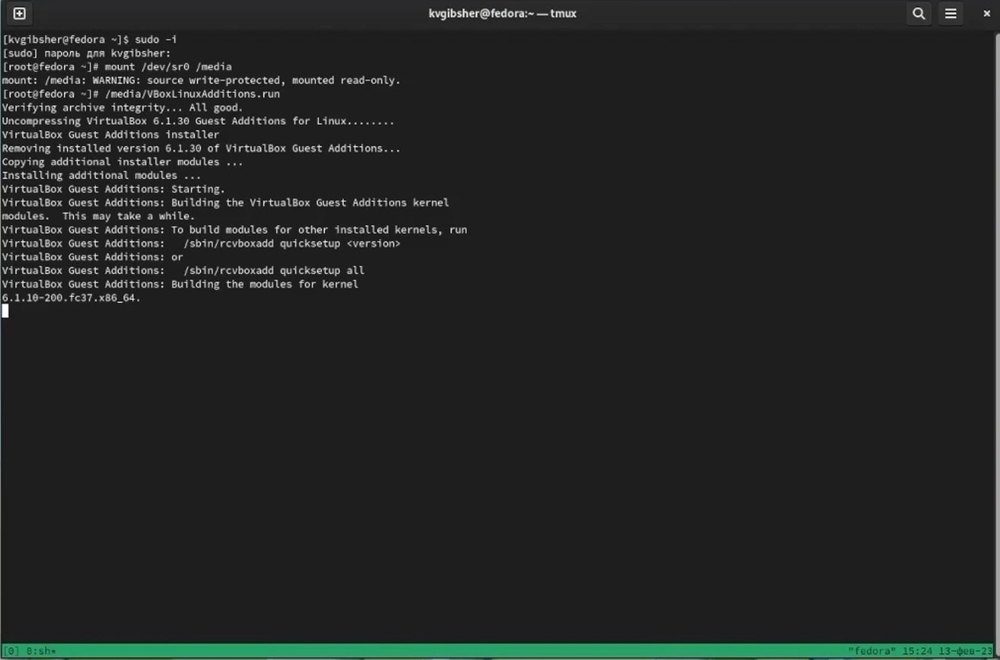 kvgibsher@fedora:~ — tmux
[kvgibsher@fedora ~]$ sudo -i
[sudo] пароль для kvgibsher:
[root@fedora ~]# mount /dev/sr0 /media
mount: /media: WARNING: source write-protected, mounted read-only.
[root@fedora ~]# /media/VBoxLinuxAdditions.run
Verifying archive integrity... All good.
Uncompressing VirtualBox 6.1.30 Guest Additions for Linux........
VirtualBox Guest Additions installer
Removing installed version 6.1.30 of VirtualBox Guest Additions...
Copying additional installer modules ...
Installing additional modules ...
VirtualBox Guest Additions: Starting.
VirtualBox Guest Additions: Building the VirtualBox Guest Additions kernel
modules.  This may take a while.
VirtualBox Guest Additions: To build modules for other installed kernels, run
VirtualBox Guest Additions:   /sbin/rcvboxadd quicksetup <version>
VirtualBox Guest Additions: or
VirtualBox Guest Additions:   /sbin/rcvboxadd quicksetup all
VirtualBox Guest Additions: Building the modules for kernel
6.1.10-200.fc37.x86_64.
[0] 8:sh* "fedora" 15:24 13-фев-23